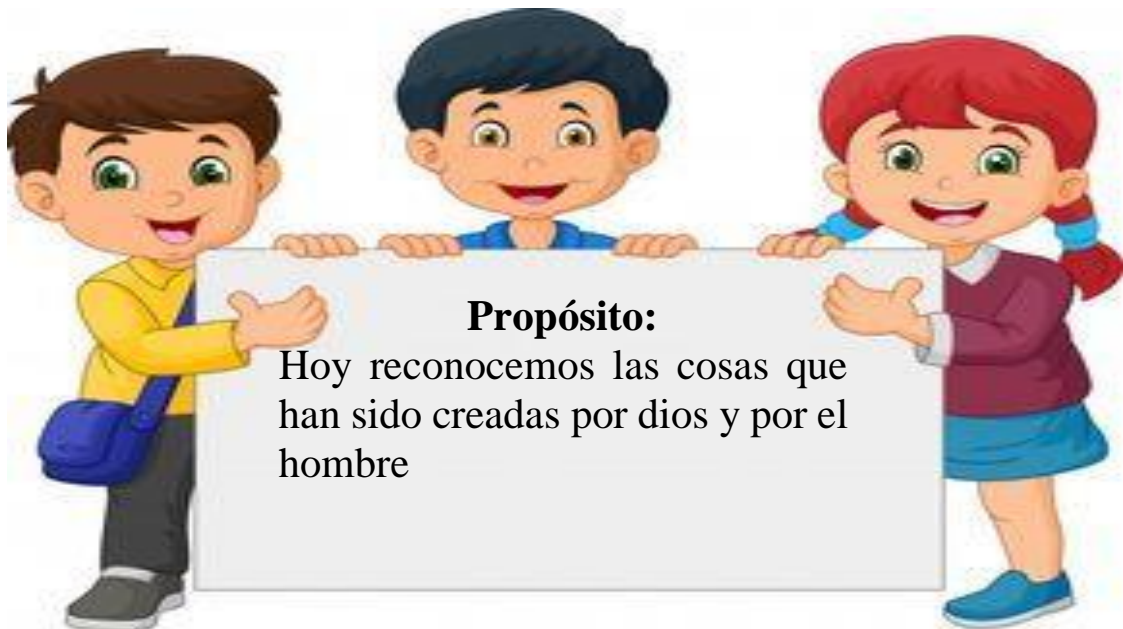 Propósito:
Hoy reconocemos las cosas que
han sido creadas por dios y por el
hombre